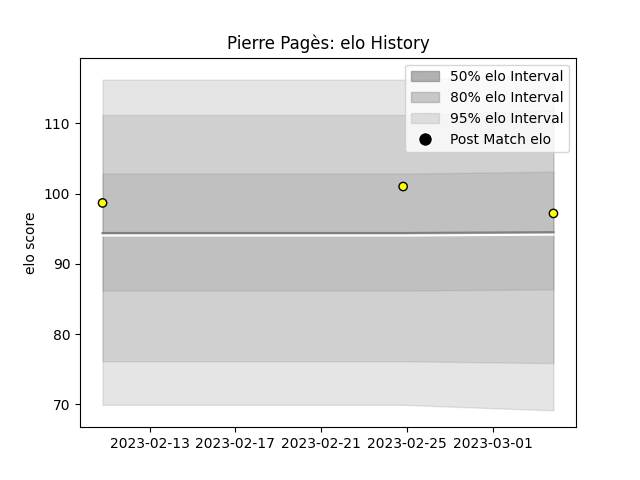 Pierre Pagès: elo History
50% elo Interval
80% elo Interval
95% elo Interval
Post Match elo
elo score
110
100
90
80
70
2023-02-13 2023-02-17 2023-02-21 2023-02-25 2023-03-01